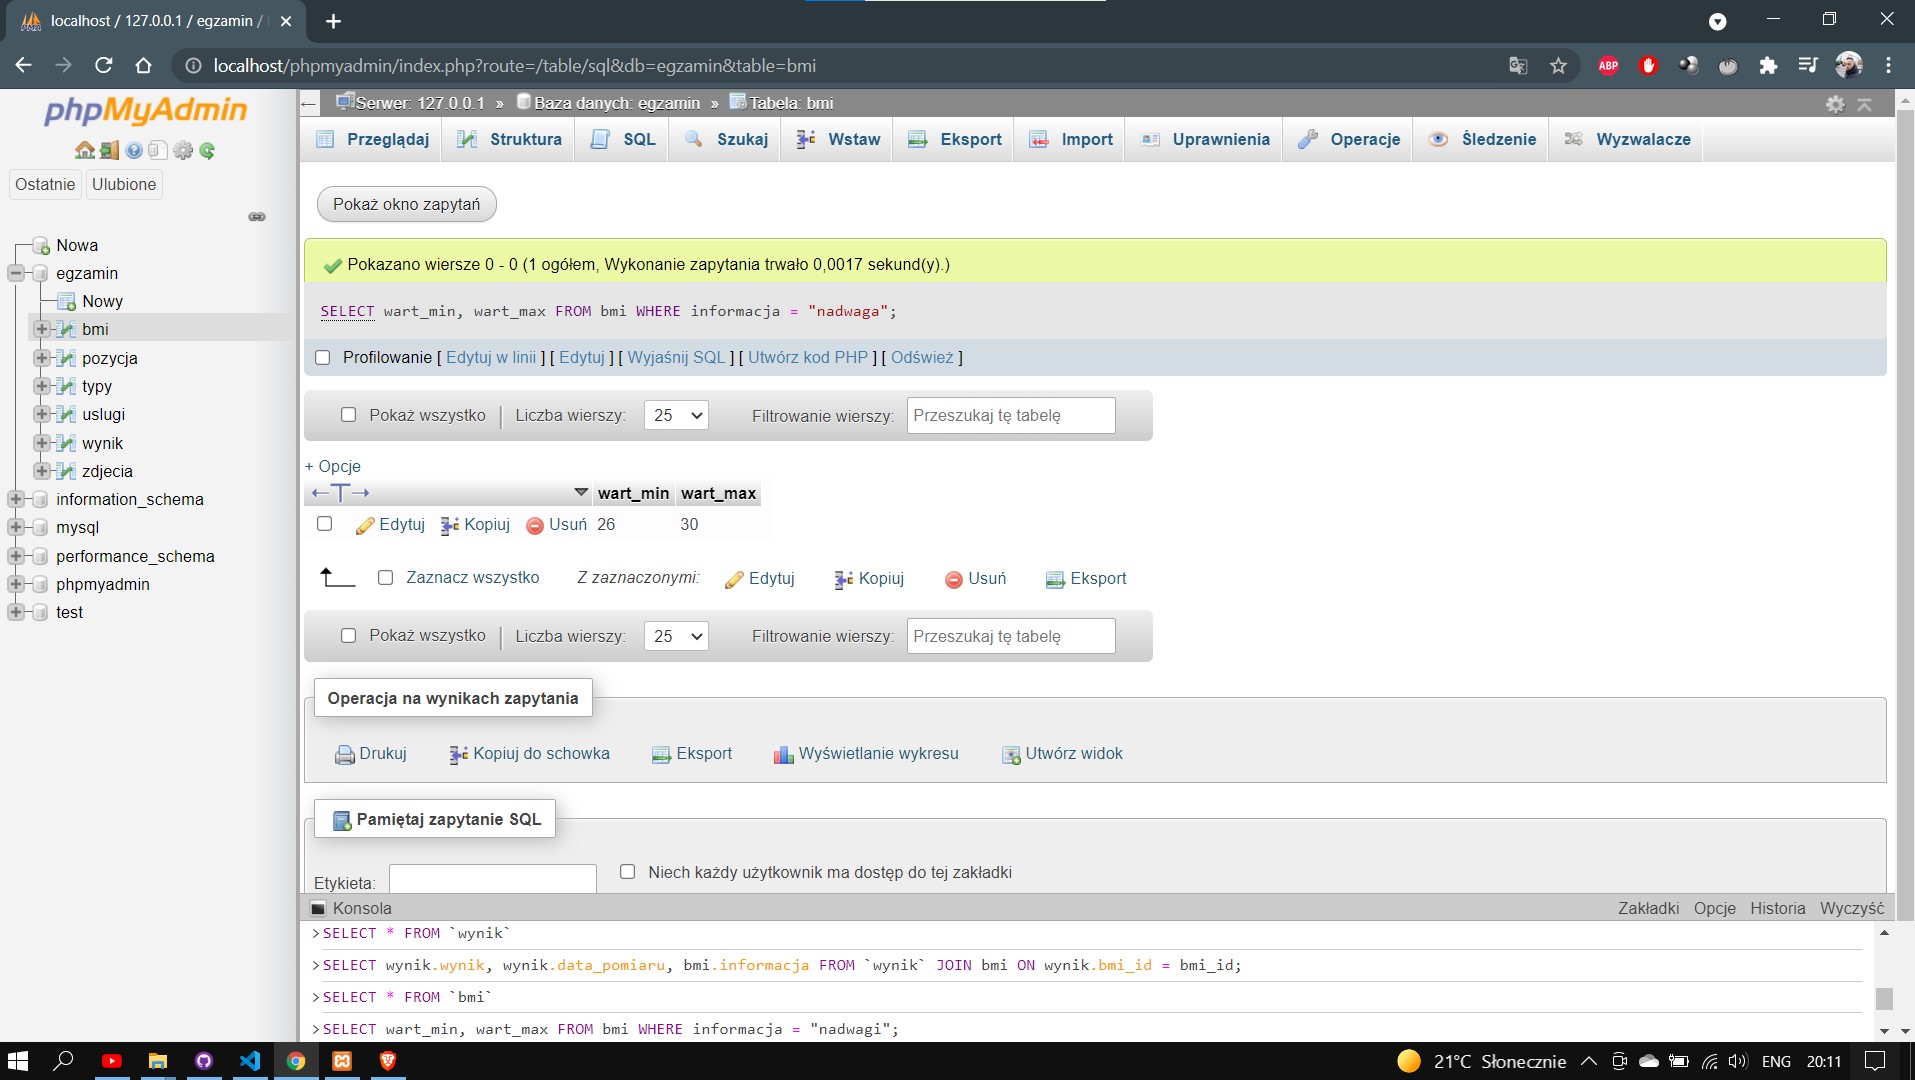 localhost / 127.0.0.1 / egzamin /
localhost/phpmyadmin/index.php?route=/table/sql&db=egzamin&table=bmi
ABP
phpMyAdmin
Ostatnie
Ulubione
Nowa
egzamin
Nowy
bmi
pozycja
typy
uslugi
wynik
zdjecia
information_schema
mysql
performance_schema
phpmyadmin
test
Serwer: 127.0.0.1 » Baza danych: egzamin » Tabela: bmi
Przeglądaj Struktura SQL Szukaj Wstaw Eksport Import Uprawnienia Operacje Śledzenie Wyzwalacze
Pokaż okno zapytań
Pokazano wiersze 0 - 0 (1 ogółem, Wykonanie zapytania trwało 0,0017 sekund(y).)
SELECT wart_min, wart_max FROM bmi WHERE informacja = "nadwaga";
Profilowanie [ Edytuj w linii ] [ Edytuj ] [ Wyjaśnij SQL ] [ Utwórz kod PHP ] [ Odśwież ]
Pokaż wszystko | Liczba wierszy: 25 Filtrowanie wierszy: Przeszukaj tę tabelę
+ Opcje
←T→ wart_min wart_max
Edytuj Kopiuj Usuń 26 30
Zaznacz wszystko Z zaznaczonymi: Edytuj Kopiuj Usuń Eksport
Pokaż wszystko | Liczba wierszy: 25 Filtrowanie wierszy: Przeszukaj tę tabelę
Operacja na wynikach zapytania
Drukuj Kopiuj do schowka Eksport Wyświetlanie wykresu Utwórz widok
Pamiętaj zapytanie SQL
Etykieta: Niech każdy użytkownik ma dostęp do tej zakładki
Konsola Zakładki Opcje Historia Wyczyść
>SELECT * FROM `wynik`
>SELECT wynik.wynik, wynik.data_pomiaru, bmi.informacja FROM `wynik` JOIN bmi ON wynik.bmi_id = bmi_id;
>SELECT * FROM `bmi`
>SELECT wart_min, wart_max FROM bmi WHERE informacja = "nadwagi";
21°C Słonecznie ENG 20:11